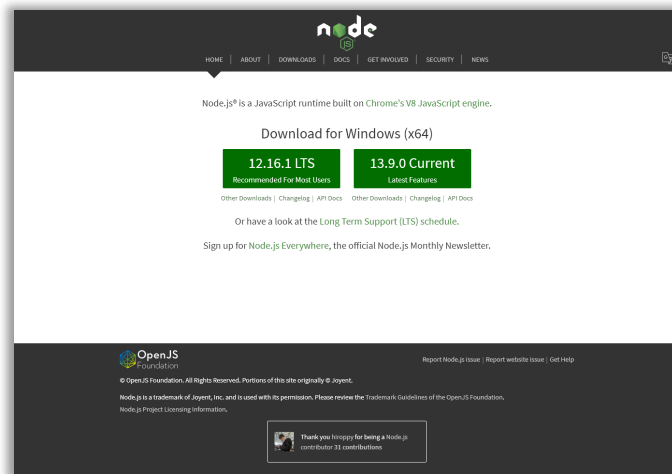 node
JS
HOME | ABOUT | DOWNLOADS | DOCS | GET INVOLVED | SECURITY | NEWS
Node.js® is a JavaScript runtime built on Chrome's V8 JavaScript engine.
Download for Windows (x64)
12.16.1 LTS
Recommended For Most Users
13.9.0 Current
Latest Features
Other Downloads | Changelog | API Docs
Other Downloads | Changelog | API Docs
Or have a look at the Long Term Support (LTS) schedule.
Sign up for Node.js Everywhere, the official Node.js Monthly Newsletter.
OpenJS
Foundation
Report Node.js issue | Report website issue | Get Help
© OpenJS Foundation. All Rights Reserved. Portions of this site originally © Joyent.
Node.js is a trademark of Joyent, Inc. and is used with its permission. Please review the Trademark Guidelines of the OpenJS Foundation.
Node.js Project Licensing Information.
Thank you hiroppy for being a Node.js
contributor 31 contributions